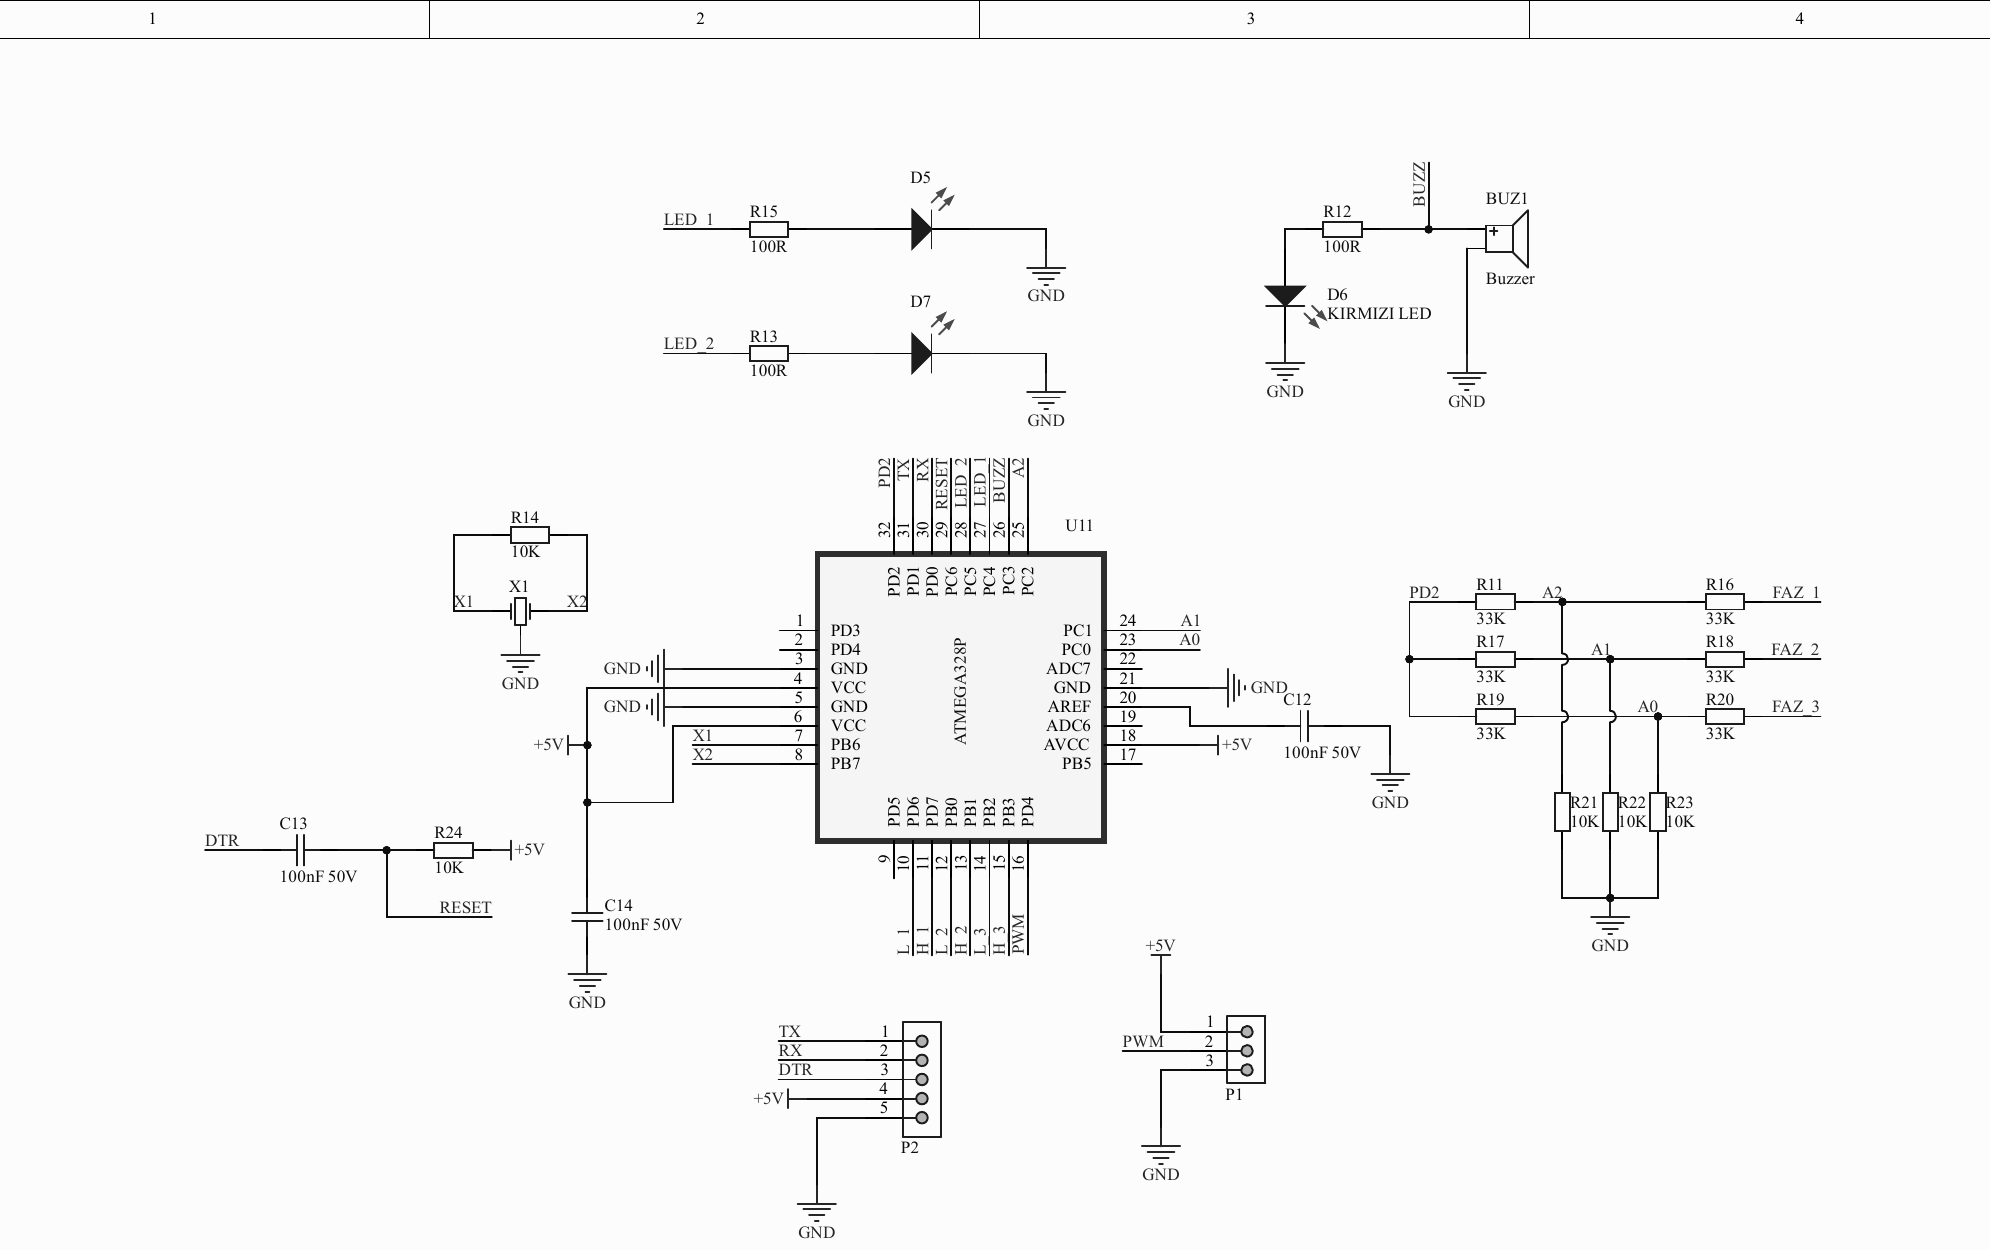 1 2 3 4
D5
LED_1 R15
100R
GND
D7
LED_2 R13
100R
GND
BUZZ
BUZ1
R12
100R
Buzzer
D6
KIRMIZI LED
GND
GND
R14
10K
X1
X1 X2
GND
PD2 TX RX RESET LED_2 LED_1 BUZZ A2
32 31 30 29 28 27 26 25
U11
PD2 PD1 PD0 PC6 PC5 PC4 PC3 PC2
1 PD3
2 PD4
GND 3 GND
4 VCC
GND 5 GND
6 VCC
+5V
X1 7 PB6
X2 8 PB7
ATMEGA328P
PC1 24 A1
PC0 23 A0
ADC7 22
GND 21 GND
AREF 20
ADC6 19
AVCC 18 +5V
PB5 17
C12
100nF 50V
GND
PD5 PD6 PD7 PB0 PB1 PB2 PB3 PD4
9 10 11 12 13 14 15 16
L_1 H_1 L_2 H_2 L_3 H_3 PWM
PD2 R11 A2 R16 FAZ_1
33K 33K
R17 A1 R18 FAZ_2
33K 33K
R19 A0 R20 FAZ_3
33K 33K
R21 R22 R23
10K 10K 10K
GND
DTR C13 R24 +5V
100nF 50V 10K
RESET
C14
100nF 50V
GND
TX 1
RX 2
DTR 3
+5V 4
5
P2
GND
+5V
1
PWM 2
3
P1
GND